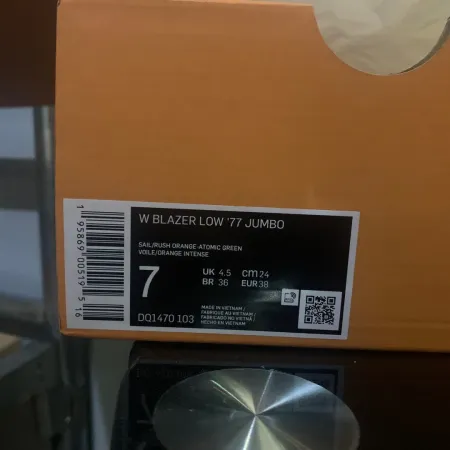 W BLAZER LOW '77 JUMBO
SAIL/RUSH ORANGE-ATOMIC GREEN
VOILE/ORANGE INTENSE
7
UK 4.5 CM 24
BR 36 EUR 38
DQ1470 103
MADE IN VIETNAM /
FABRIQUE AU VIETNAM /
FABRICADO NO VIETNÃ /
HECHO EN VIETNAM
1 95869 00519 5 16